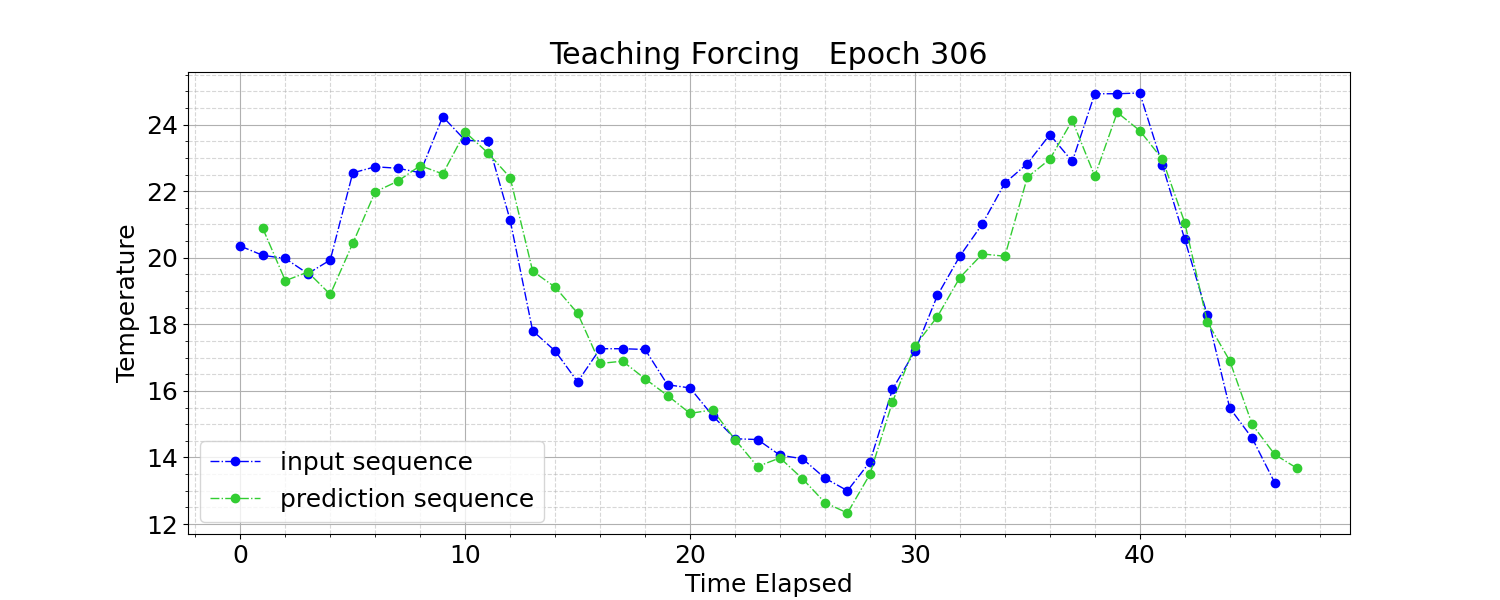 Teaching Forcing   Epoch 306
Temperature
24
22
20
18
16
14
12
input sequence
prediction sequence
0 10 20 30 40
Time Elapsed